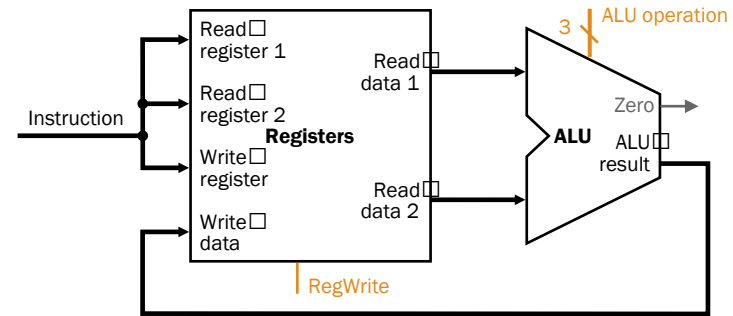 ALU operation
3
Read
register 1
Read
data 1
Read
register 2
Instruction
Registers
Zero
ALU
ALU
result
Write
register
Read
data 2
Write
data
RegWrite